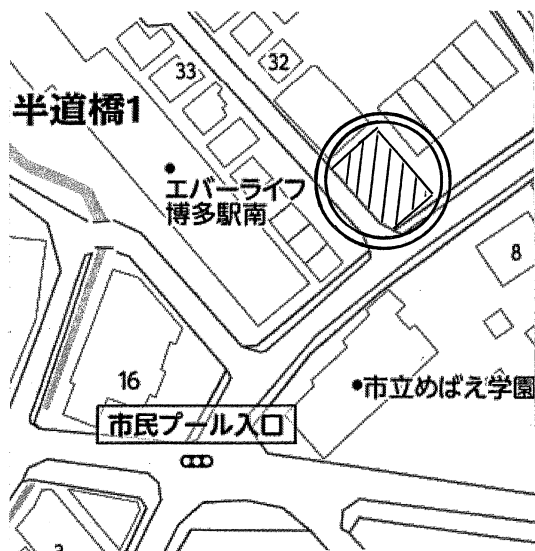 32
33
半道橋1
エバーライフ
博多駅南
8
16
市立めばえ学園
市民プール入口
3